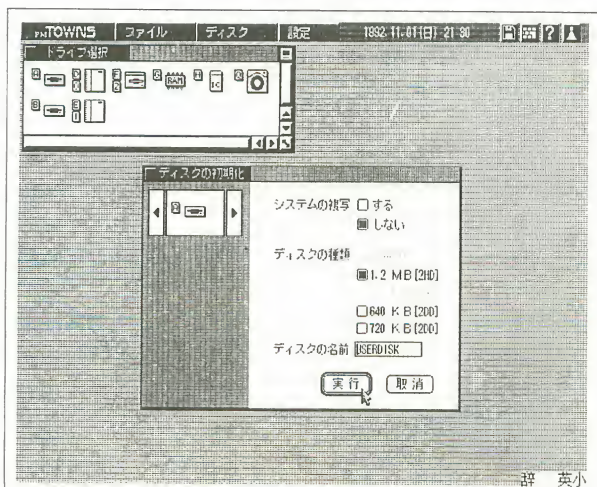 FMTOWNS ファイル ディスク 設定 1992-11-01(日) 21:30 ?
ドライブ選択
RAM IC
ディスクの初期化
システムの複写 する
しない
ディスクの種類
1.2 MB[2HD]
640 KB[2DD]
720 KB[2DD]
ディスクの名前 USERDISK
実行 取消
辞 英小